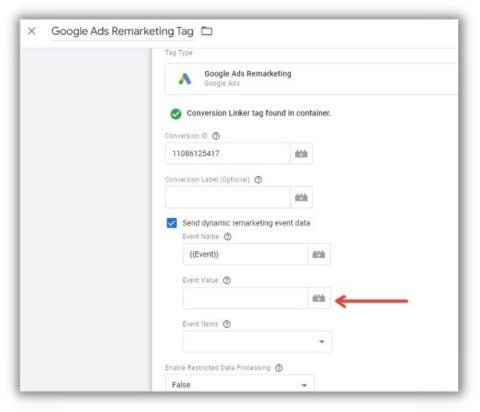 Google Ads Remarketing Tag
Tag Type
Google Ads Remarketing
Google Ads
Conversion Linker tag found in container.
Conversion ID
11086125417
Conversion Label (Optional)
Send dynamic remarketing event data
Event Name
{{Event}}
Event Value
Event Items
Enable Restricted Data Processing
False